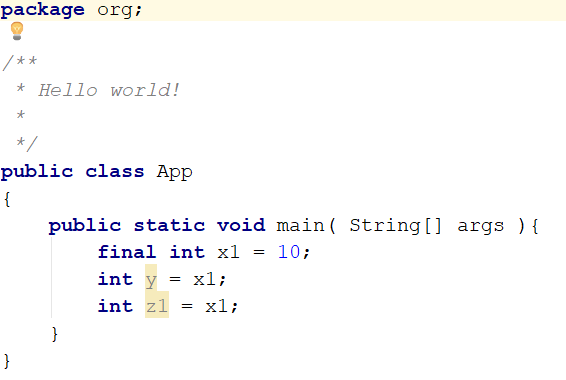 package org;
/**
 * Hello world!
 *
 */
public class App
{
    public static void main( String[] args ){
        final int x1 = 10;
        int y = x1;
        int z1 = x1;
    }
}